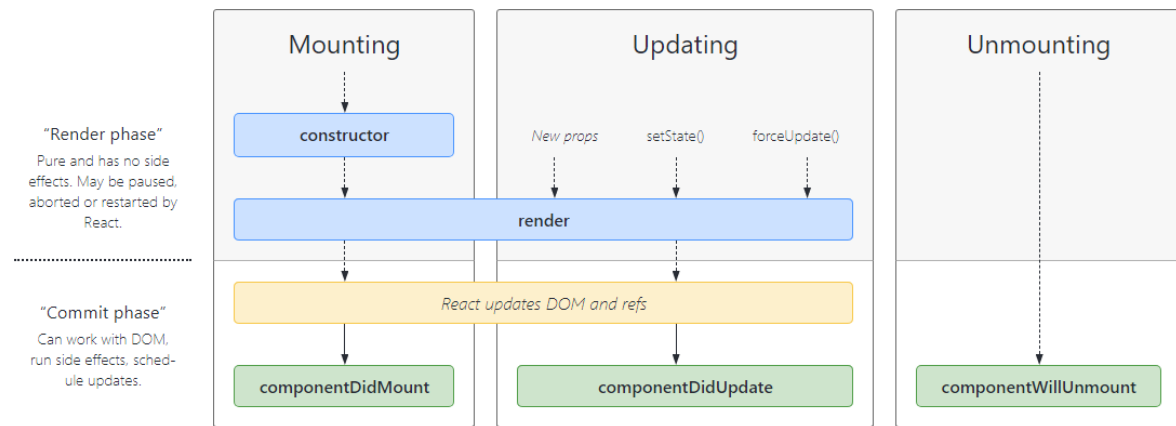 Mounting
Updating
Unmounting
“Render phase”
Pure and has no side
effects. May be paused,
aborted or restarted by
React.
constructor
New props
setState()
forceUpdate()
render
“Commit phase”
Can work with DOM,
run side effects, sched-
ule updates.
React updates DOM and refs
componentDidMount
componentDidUpdate
componentWillUnmount